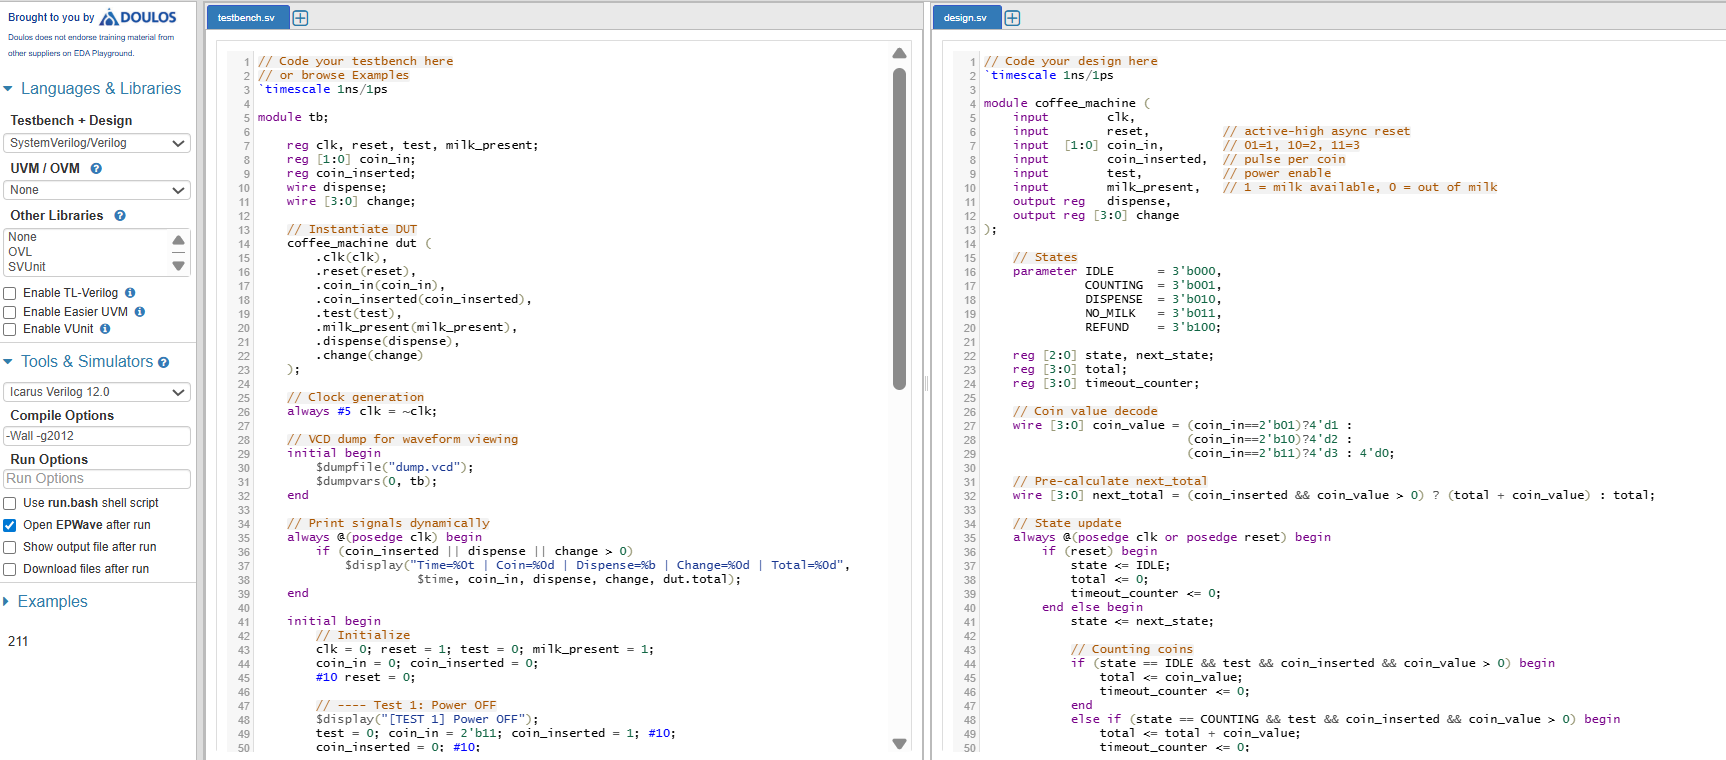 Brought to you by DOULOS
Doulos does not endorse training material from
other suppliers on EDA Playground.
Languages & Libraries
Testbench + Design
SystemVerilog/Verilog
UVM / OVM ?
None
Other Libraries ?
None
OVL
SVUnit
Enable TL-Verilog i
Enable Easier UVM i
Enable VUnit i
Tools & Simulators ?
Icarus Verilog 12.0
Compile Options
-Wall -g2012
Run Options
Run Options
Use run.bash shell script
Open EPWave after run
Show output file after run
Download files after run
Examples
211
testbench.sv +
1 // Code your testbench here
2 // or browse Examples
3 `timescale 1ns/1ps
4
5 module tb;
6
7 reg clk, reset, test, milk_present;
8 reg [1:0] coin_in;
9 reg coin_inserted;
10 wire dispense;
11 wire [3:0] change;
12
13 // Instantiate DUT
14 coffee_machine dut (
15 .clk(clk),
16 .reset(reset),
17 .coin_in(coin_in),
18 .coin_inserted(coin_inserted),
19 .test(test),
20 .milk_present(milk_present),
21 .dispense(dispense),
22 .change(change)
23 );
24
25 // Clock generation
26 always #5 clk = ~clk;
27
28 // VCD dump for waveform viewing
29 initial begin
30 $dumpfile("dump.vcd");
31 $dumpvars(0, tb);
32 end
33
34 // Print signals dynamically
35 always @(posedge clk) begin
36 if (coin_inserted || dispense || change > 0)
37 $display("Time=%0t | Coin=%0d | Dispense=%b | Change=%0d | Total=%0d",
38 $time, coin_in, dispense, change, dut.total);
39 end
40
41 initial begin
42 // Initialize
43 clk = 0; reset = 1; test = 0; milk_present = 1;
44 coin_in = 0; coin_inserted = 0;
45 #10 reset = 0;
46
47 // ---- Test 1: Power OFF
48 $display("[TEST 1] Power OFF");
49 test = 0; coin_in = 2'b11; coin_inserted = 1; #10;
50 coin_inserted = 0; #10;
design.sv +
1 // Code your design here
2 `timescale 1ns/1ps
3
4 module coffee_machine (
5 input clk,
6 input reset, // active-high async reset
7 input [1:0] coin_in, // 01=1, 10=2, 11=3
8 input coin_inserted, // pulse per coin
9 input test, // power enable
10 input milk_present, // 1 = milk available, 0 = out of milk
11 output reg dispense,
12 output reg [3:0] change
13 );
14
15 // States
16 parameter IDLE = 3'b000,
17 COUNTING = 3'b001,
18 DISPENSE = 3'b010,
19 NO_MILK = 3'b011,
20 REFUND = 3'b100;
21
22 reg [2:0] state, next_state;
23 reg [3:0] total;
24 reg [3:0] timeout_counter;
25
26 // Coin value decode
27 wire [3:0] coin_value = (coin_in==2'b01)?4'd1 :
28 (coin_in==2'b10)?4'd2 :
29 (coin_in==2'b11)?4'd3 : 4'd0;
30
31 // Pre-calculate next_total
32 wire [3:0] next_total = (coin_inserted && coin_value > 0) ? (total + coin_value) : total;
33
34 // State update
35 always @(posedge clk or posedge reset) begin
36 if (reset) begin
37 state <= IDLE;
38 total <= 0;
39 timeout_counter <= 0;
40 end else begin
41 state <= next_state;
42
43 // Counting coins
44 if (state == IDLE && test && coin_inserted && coin_value > 0) begin
45 total <= coin_value;
46 timeout_counter <= 0;
47 end
48 else if (state == COUNTING && test && coin_inserted && coin_value > 0) begin
49 total <= total + coin_value;
50 timeout_counter <= 0;